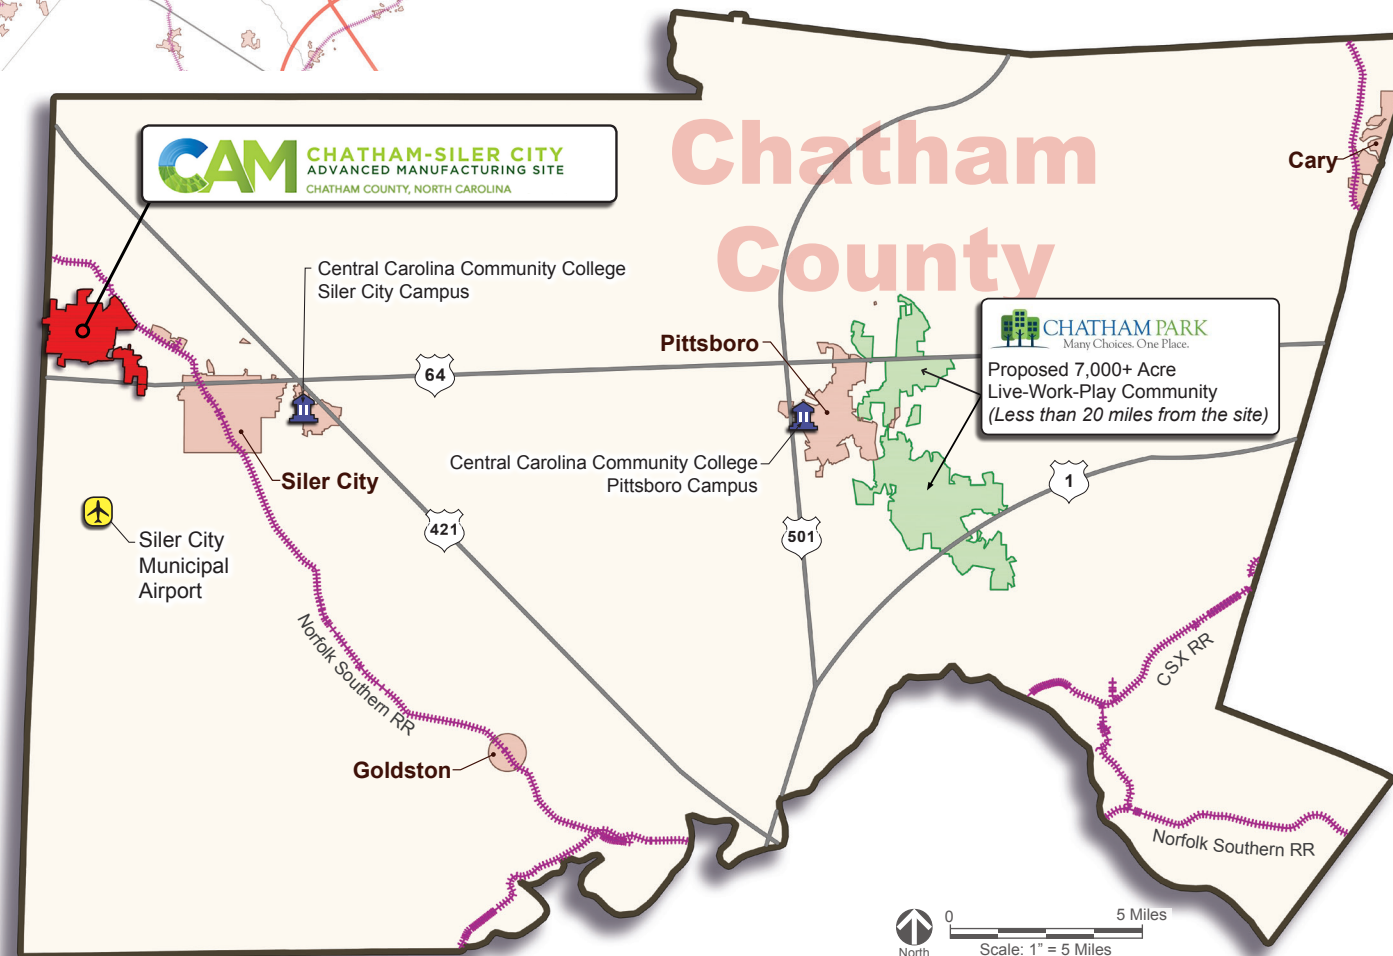 Chatham
County
CAM
CHATHAM-SILER CITY
ADVANCED MANUFACTURING SITE
CHATHAM COUNTY, NORTH CAROLINA
Cary
Central Carolina Community College
Siler City Campus
CHATHAM PARK
Many Choices. One Place.
Proposed 7,000+ Acre
Live-Work-Play Community
(Less than 20 miles from the site)
Pittsboro
64
Siler City
Central Carolina Community College
Pittsboro Campus
1
421
501
Siler City
Municipal
Airport
Norfolk Southern RR
CSX RR
Goldston
Norfolk Southern RR
North
0
5 Miles
Scale: 1" = 5 Miles